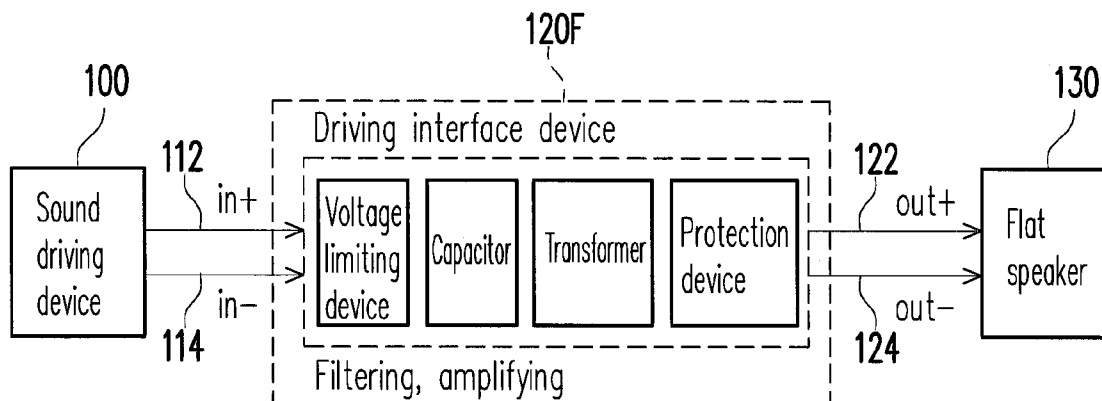 120F
100
130
Driving interface device
112
in+
122
out+
Sound
driving
device
Voltage
limiting
device
Capacitor
Transformer
Protection
device
Flat
speaker
114
in-
out-
124
Filtering, amplifying